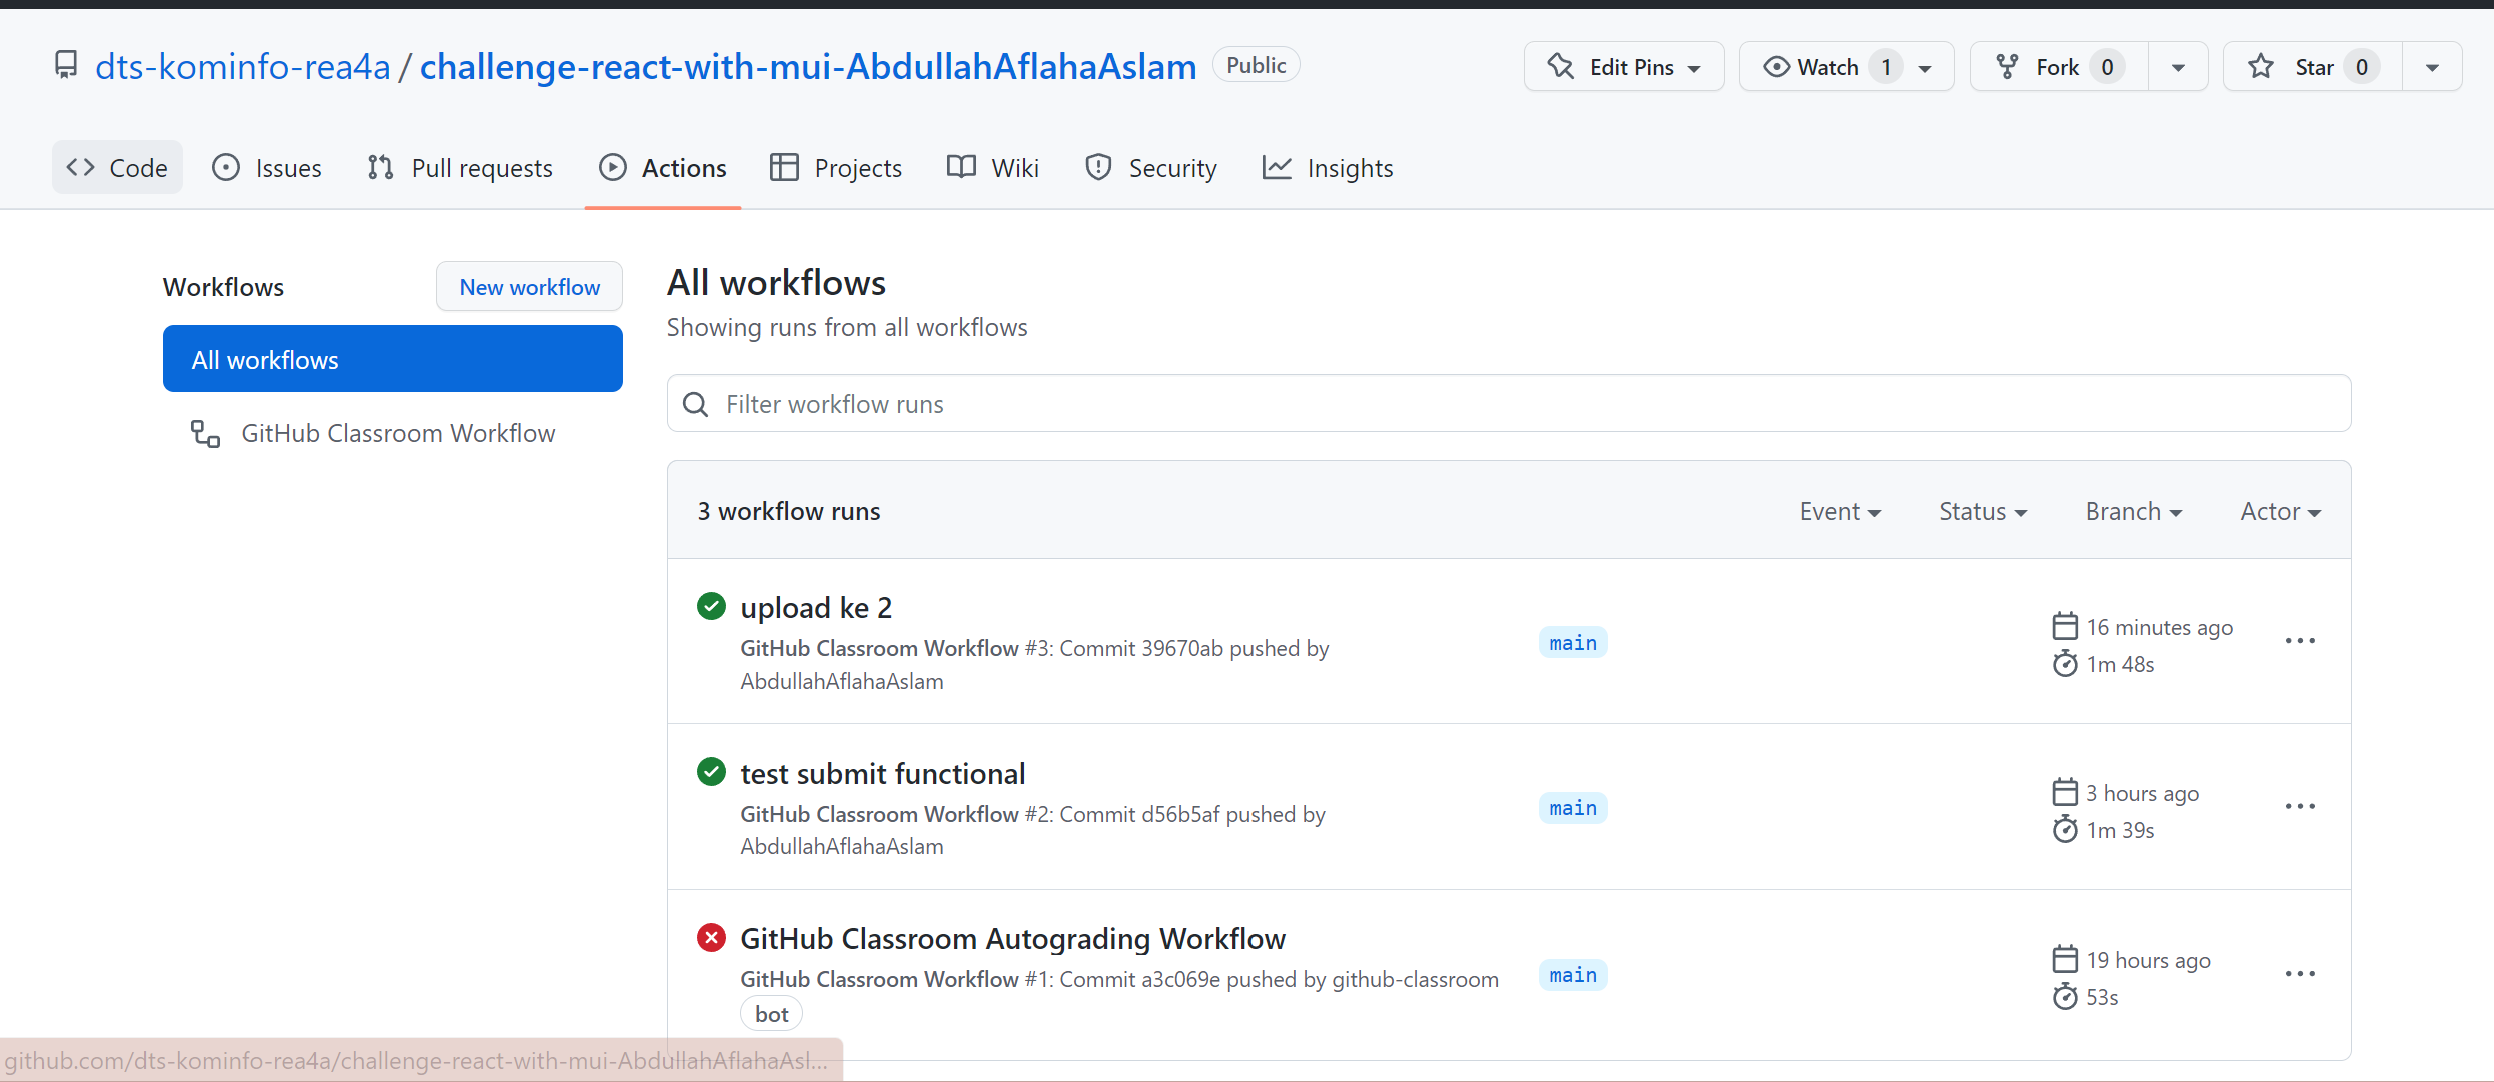 dts-kominfo-rea4a / challenge-react-with-mui-AbdullahAflahaAslam Public
Edit Pins Watch 1 Fork 0 Star 0
Code Issues Pull requests Actions Projects Wiki Security Insights
Workflows New workflow
All workflows
GitHub Classroom Workflow
All workflows
Showing runs from all workflows
Filter workflow runs
3 workflow runs Event Status Branch Actor
upload ke 2
GitHub Classroom Workflow #3: Commit 39670ab pushed by
AbdullahAflahaAslam
main
16 minutes ago
1m 48s
test submit functional
GitHub Classroom Workflow #2: Commit d56b5af pushed by
AbdullahAflahaAslam
main
3 hours ago
1m 39s
GitHub Classroom Autograding Workflow
GitHub Classroom Workflow #1: Commit a3c069e pushed by github-classroom
bot
main
19 hours ago
53s
github.com/dts-kominfo-rea4a/challenge-react-with-mui-AbdullahAflahaAsl...